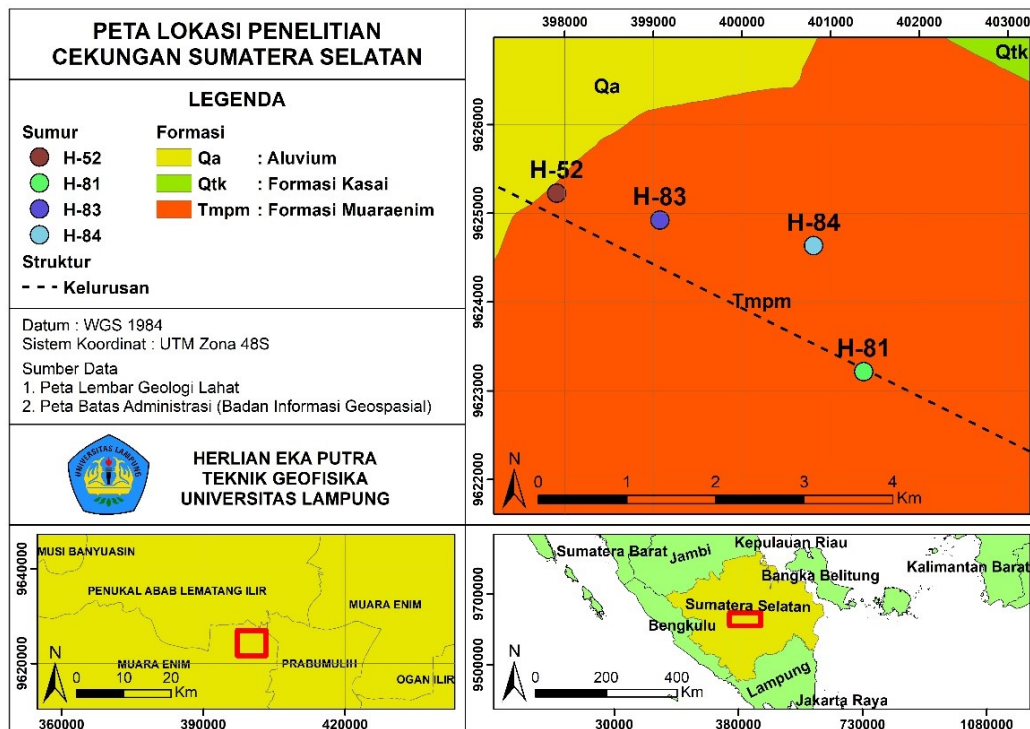 PETA LOKASI PENELITIAN
CEKUNGAN SUMATERA SELATAN
LEGENDA
Sumur
H-52
H-81
H-83
H-84
Struktur
Kelurusan
Formasi
Qa : Aluvium
Qtk : Formasi Kasai
Tmpm : Formasi Muaraenim
Datum : WGS 1984
Sistem Koordinat : UTM Zona 48S
Sumber Data
1. Peta Lembar Geologi Lahat
2. Peta Batas Administrasi (Badan Informasi Geospasial)
UNIVERSITAS LAMPUNG
HERLIAN EKA PUTRA
TEKNIK GEOFISIKA
UNIVERSITAS LAMPUNG
398000 399000 400000 401000 402000 403000
9626000
9625000
9624000
9623000
9622000
Qa
Qtk
H-52
H-83
H-84
Tmpm
H-81
N
0 1 2 3 4
Km
9640000
9620000
MUSI BANYUASIN
PENUKAL ABAB LEMATANG ILIR
MUARA ENIM
MUARA ENIM
PRABUMULIH
OGAN ILIR
N
0 10 20
Km
360000 390000 420000
9700000
9500000
Sumatera Barat
Jambi
Kepulauan Riau
Bangka Belitung
Kalimantan Barat
Sumatera Selatan
Bengkulu
Lampung
Jakarta Raya
N
0 200 400
Km
30000 380000 730000 1080000